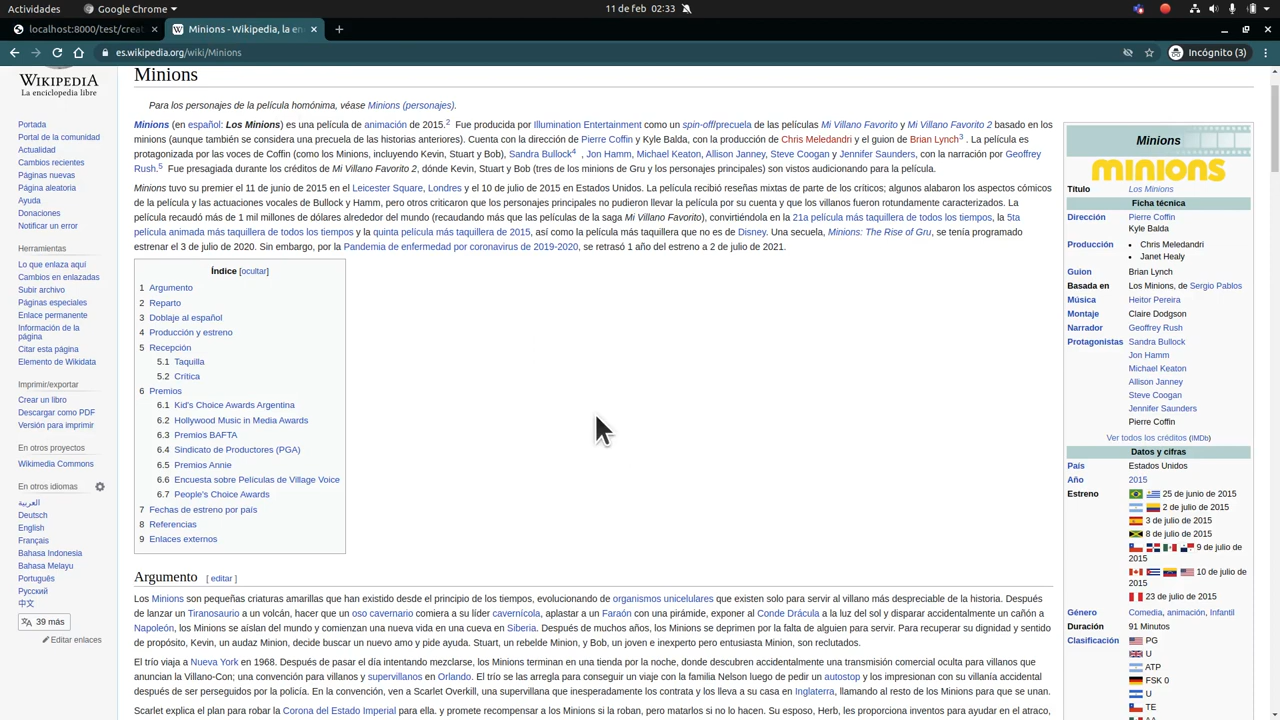 Actividades
Google Chrome
11 de feb 02:33
localhost:8000/test/creat
Minions - Wikipedia, la en
es.wikipedia.org/wiki/Minions
Incógnito (3)
WIKIPEDIA
La enciclopedia libre
Portada
Portal de la comunidad
Actualidad
Cambios recientes
Páginas nuevas
Página aleatoria
Ayuda
Donaciones
Notificar un error
Herramientas
Lo que enlaza aquí
Cambios en enlazadas
Subir archivo
Páginas especiales
Enlace permanente
Información de la
página
Citar esta página
Elemento de Wikidata
Imprimir/exportar
Crear un libro
Descargar como PDF
Versión para imprimir
En otros proyectos
Wikimedia Commons
En otros idiomas
العربية
Deutsch
English
Français
Bahasa Indonesia
Bahasa Melayu
Português
Русский
中文
39 más
Editar enlaces
Minions
Para los personajes de la película homónima, véase Minions (personajes).
Minions (en español: Los Minions) es una película de animación de 2015.2 Fue producida por Illumination Entertainment como un spin-off/precuela de las películas Mi Villano Favorito y Mi Villano Favorito 2 basado en los
minions (aunque también se considera una precuela de las historias anteriores). Cuenta con la dirección de Pierre Coffin y Kyle Balda, con la producción de Chris Meledandri y el guion de Brian Lynch3 . La película es
protagonizada por las voces de Coffin (como los Minions, incluyendo Kevin, Stuart y Bob), Sandra Bullock4 , Jon Hamm, Michael Keaton, Allison Janney, Steve Coogan y Jennifer Saunders, con la narración por Geoffrey
Rush.5 Fue presagiada durante los créditos de Mi Villano Favorito 2, dónde Kevin, Stuart y Bob (tres de los minions de Gru y los personajes principales) son vistos audicionando para la película.
Minions tuvo su premier el 11 de junio de 2015 en el Leicester Square, Londres y el 10 de julio de 2015 en Estados Unidos. La película recibió reseñas mixtas de parte de los críticos; algunos alabaron los aspectos cómicos
de la película y las actuaciones vocales de Bullock y Hamm, pero otros criticaron que los personajes principales no pudieron llevar la película por su cuenta y que los villanos fueron rotundamente caracterizados. La
película recaudó más de 1 mil millones de dólares alrededor del mundo (recaudando más que las películas de la saga Mi Villano Favorito), convirtiéndola en la 21a película más taquillera de todos los tiempos, la 5ta
película animada más taquillera de todos los tiempos y la quinta película más taquillera de 2015, así como la película más taquillera que no es de Disney. Una secuela, Minions: The Rise of Gru, se tenía programado
estrenar el 3 de julio de 2020. Sin embargo, por la Pandemia de enfermedad por coronavirus de 2019-2020, se retrasó 1 año del estreno a 2 de julio de 2021.
Índice [ocultar]
1 Argumento
2 Reparto
3 Doblaje al español
4 Producción y estreno
5 Recepción
5.1 Taquilla
5.2 Crítica
6 Premios
6.1 Kid's Choice Awards Argentina
6.2 Hollywood Music in Media Awards
6.3 Premios BAFTA
6.4 Sindicato de Productores (PGA)
6.5 Premios Annie
6.6 Encuesta sobre Películas de Village Voice
6.7 People's Choice Awards
7 Fechas de estreno por país
8 Referencias
9 Enlaces externos
Argumento [ editar ]
Los Minions son pequeñas criaturas amarillas que han existido desde el principio de los tiempos, evolucionando de organismos unicelulares que existen solo para servir al villano más despreciable de la historia. Después
de lanzar un Tiranosaurio a un volcán, hacer que un oso cavernario comiera a su líder cavernícola, aplastar a un Faraón con una pirámide, exponer al Conde Drácula a la luz del sol y disparar accidentalmente un cañón a
Napoleón, los Minions se aíslan del mundo y comienzan una nueva vida en una cueva en Siberia. Después de muchos años, los Minions se deprimen por la falta de alguien para servir. Para recuperar su dignidad y sentido
de propósito, Kevin, un audaz Minion, decide buscar un nuevo amo y pide ayuda. Stuart, un rebelde Minion, y Bob, un joven e inexperto pero entusiasta Minion, son reclutados.
El trío viaja a Nueva York en 1968. Después de pasar el día intentando mezclarse, los Minions terminan en una tienda por la noche, donde descubren accidentalmente una transmisión comercial oculta para villanos que
anuncian la Villano-Con; una convención para villanos y supervillanos en Orlando. El trío se las arregla para conseguir un viaje con la familia Nelson luego de pedir un autostop y los impresionan con su villanía accidental
después de ser perseguidos por la policía. En la convención, ven a Scarlet Overkill, una supervillana que inesperadamente los contrata y los lleva a su casa en Inglaterra, llamando al resto de los Minions para que se unan.
Scarlet explica el plan para robar la Corona del Estado Imperial para ella, y promete recompensar a los Minions si la roban, pero matarlos si no lo hacen. Su esposo, Herb, les proporciona inventos para ayudar en el atraco,
Minions
MINIONS
Título Los Minions
Ficha técnica
Dirección Pierre Coffin
Kyle Balda
Producción • Chris Meledandri
• Janet Healy
Guion Brian Lynch
Basada en Los Minions, de Sergio Pablos
Música Heitor Pereira
Montaje Claire Dodgson
Narrador Geoffrey Rush
Protagonistas Sandra Bullock
Jon Hamm
Michael Keaton
Allison Janney
Steve Coogan
Jennifer Saunders
Pierre Coffin
Ver todos los créditos (IMDb)
Datos y cifras
País Estados Unidos
Año 2015
Estreno 25 de junio de 2015
2 de julio de 2015
3 de julio de 2015
8 de julio de 2015
9 de julio de
2015
10 de julio de
2015
23 de julio de 2015
Género Comedia, animación, Infantil
Duración 91 Minutos
Clasificación PG
U
ATP
FSK 0
U
TE
AA